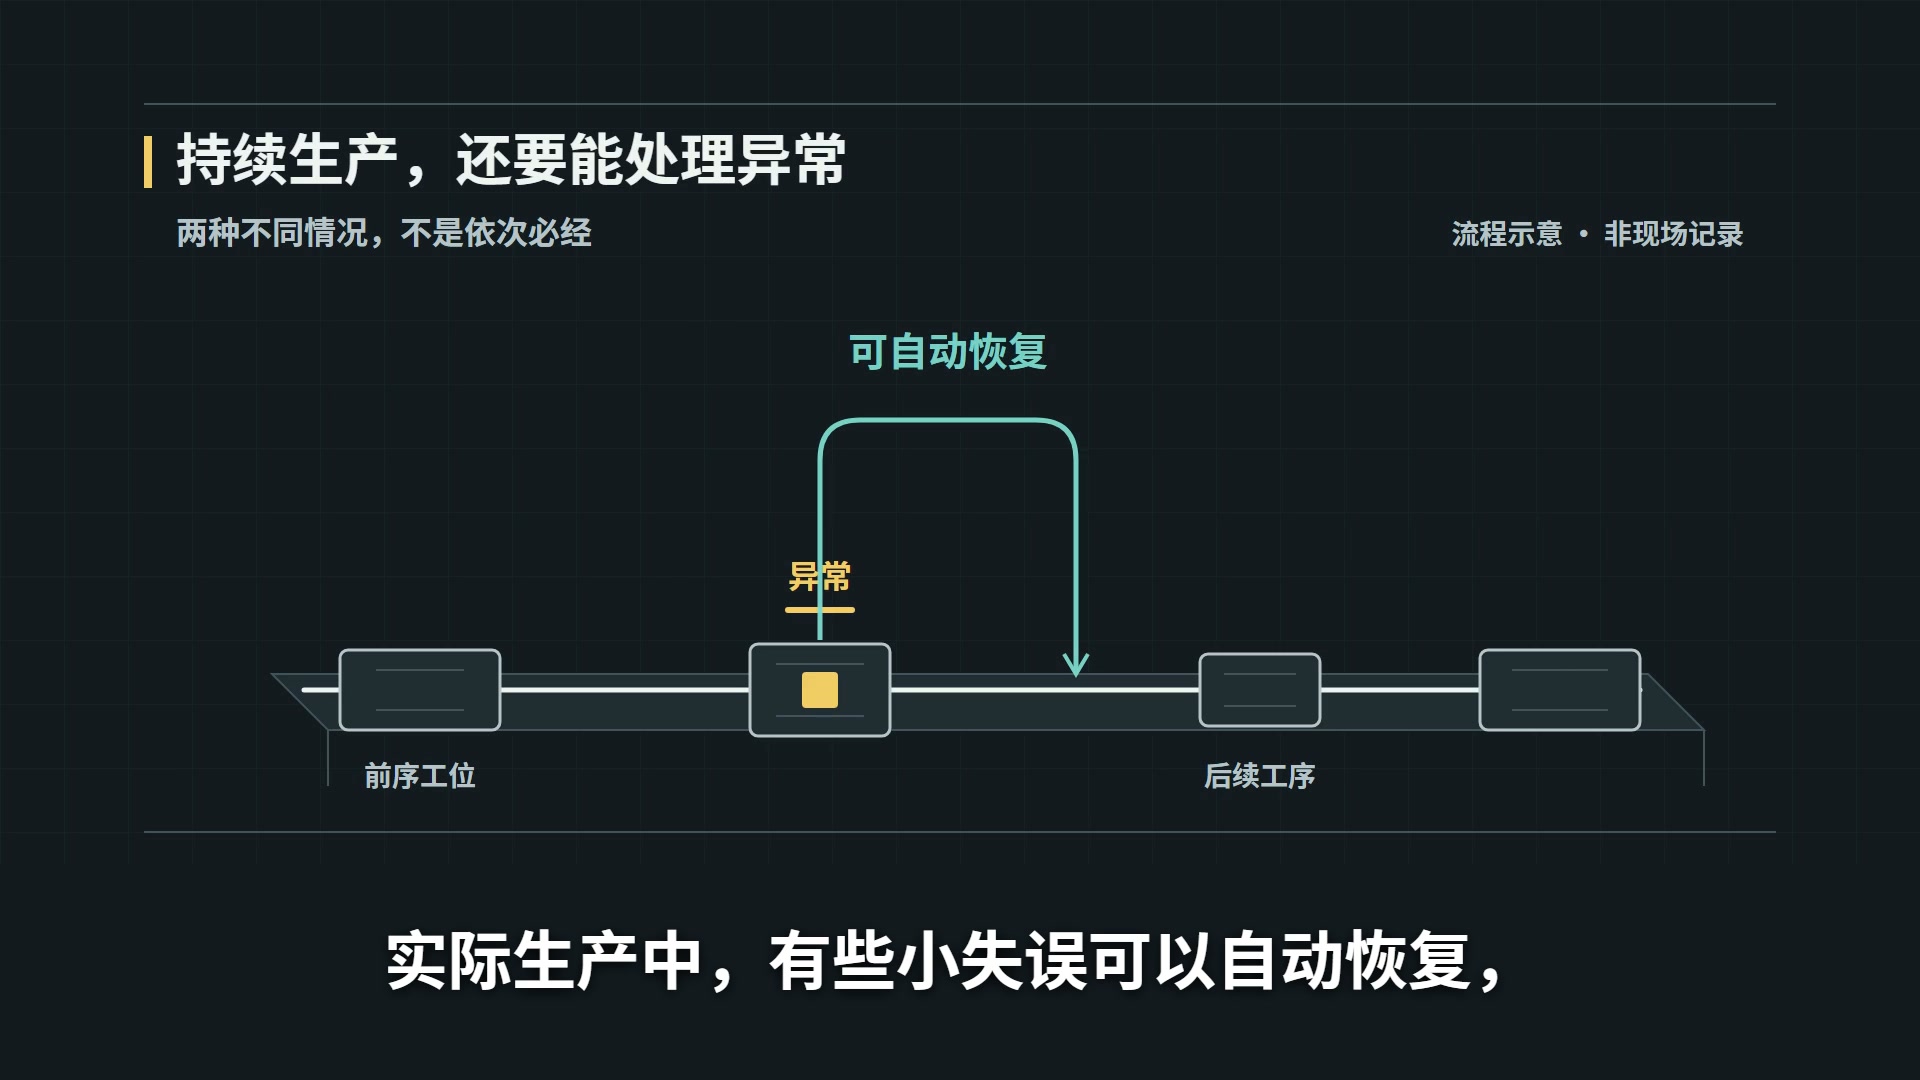 持续生产，还要能处理异常
两种不同情况，不是依次必经
流程示意 · 非现场记录
可自动恢复
异常
前序工位
后续工序
实际生产中，有些小失误可以自动恢复，